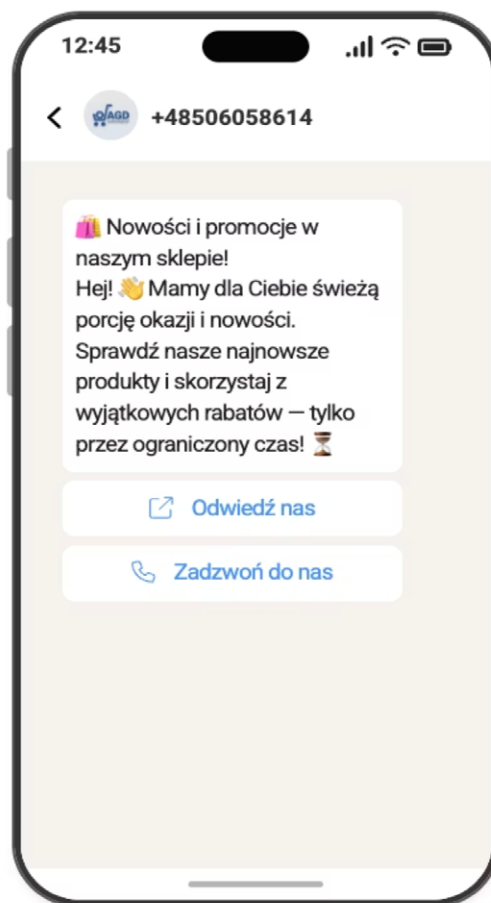 12:45
AGD
+48506058614
🛍️ Nowości i promocje w
naszym sklepie!
Hej! 👋 Mamy dla Ciebie świeżą
porcję okazji i nowości.
Sprawdź nasze najnowsze
produkty i skorzystaj z
wyjątkowych rabatów — tylko
przez ograniczony czas! ⏳
Odwiedź nas
Zadzwoń do nas